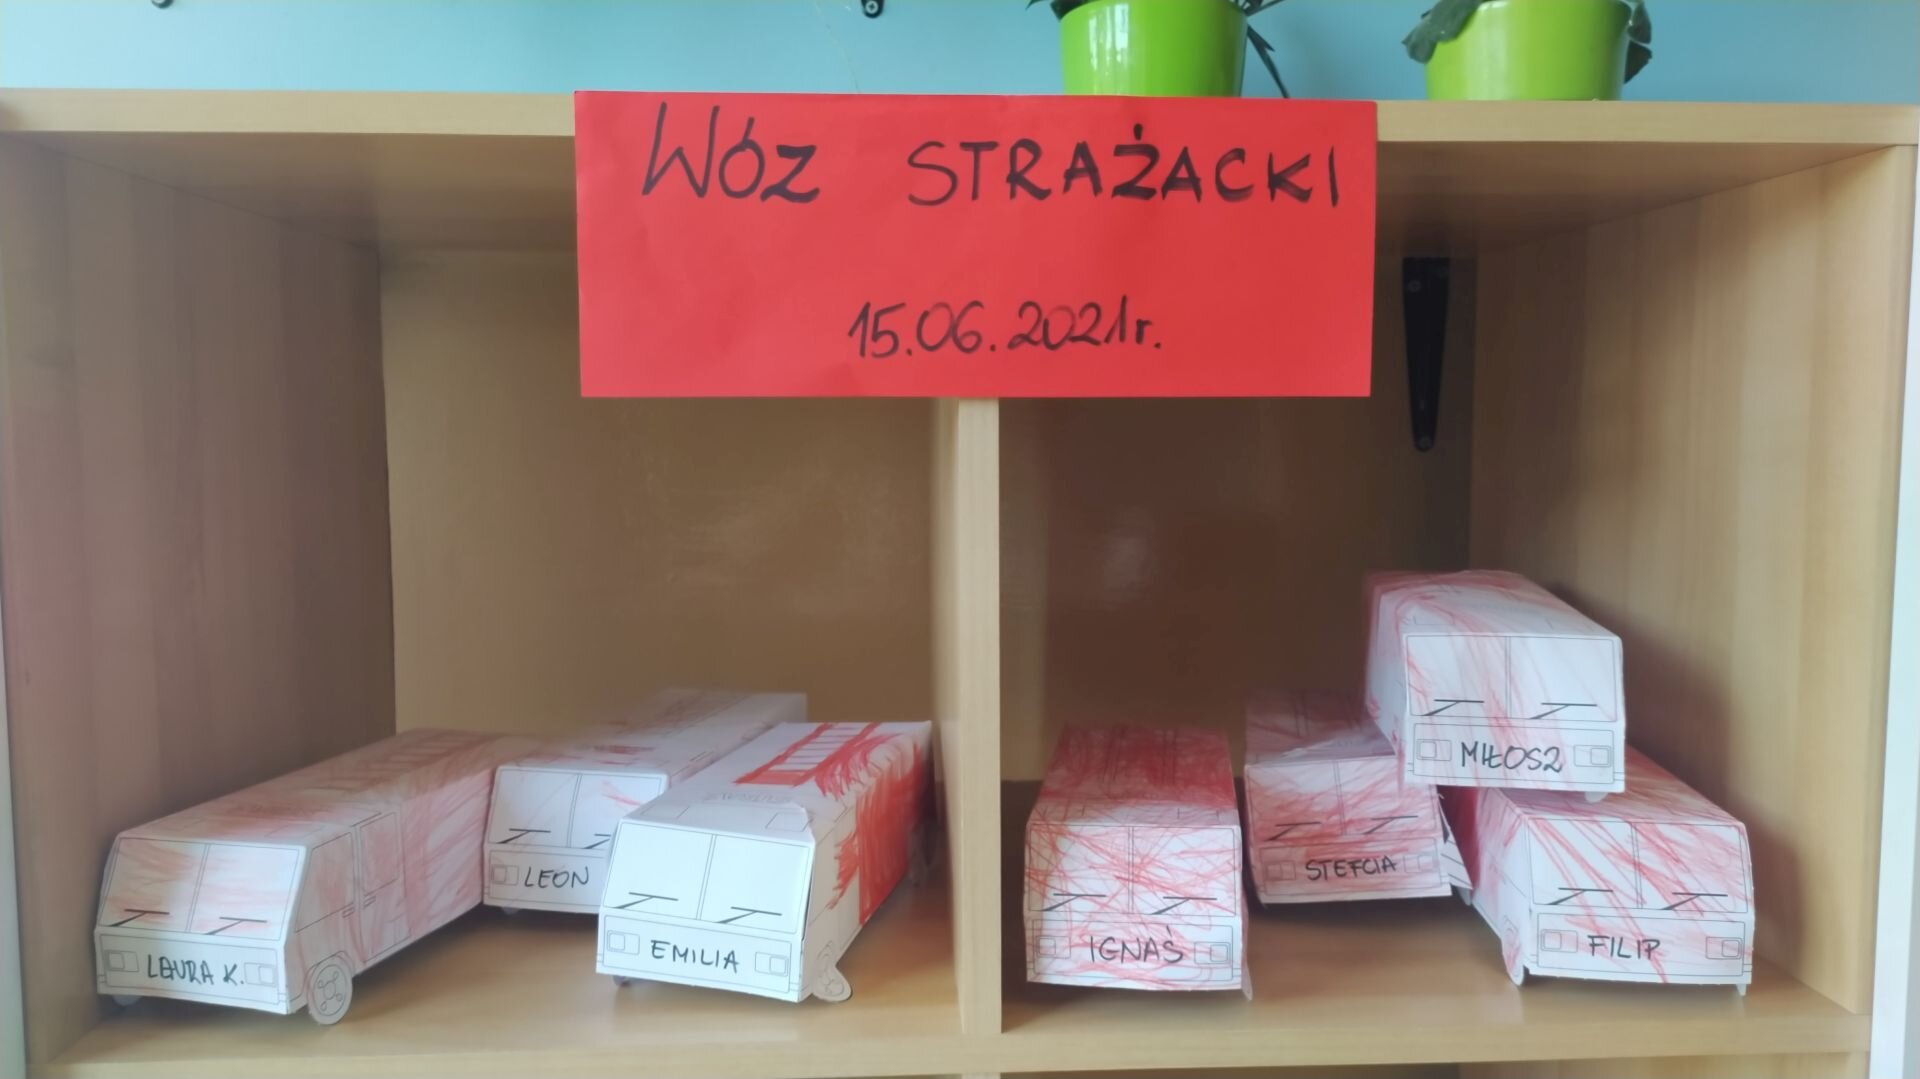 WÓZ STRAŻACKI
15.06.2021r.
MIŁOSZ
LEON
STEFCIA
LAURA K.
EMILIA
IGNAŚ
FILIP